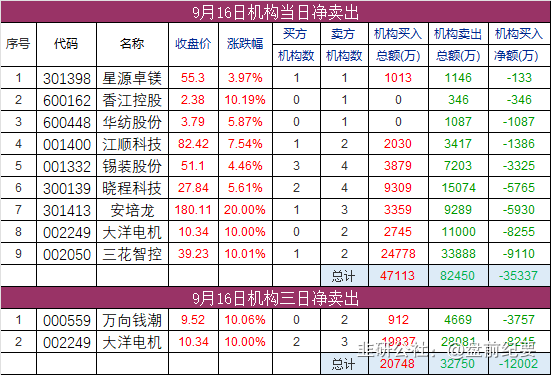 9月16日机构当日净卖出
序号 代码 名称 收盘价 涨跌幅 买方 卖方 机构买入 机构卖出 机构买入
机构数 机构数 总额(万) 总额(万) 净额(万)
1 301398 星源卓镁 55.3 3.97% 1 1 1013 1146 -133
2 600162 香江控股 2.38 10.19% 1 0 0 346 -346
3 600448 华纺股份 3.79 5.87% 0 1 0 1087 -1087
4 001400 江顺科技 82.42 7.54% 1 2 2030 3417 -1386
5 001332 锡装股份 51.1 4.46% 3 4 3879 7203 -3325
6 300139 晓程科技 27.84 5.61% 2 4 9309 15074 -5765
7 301413 安培龙 180.11 20.00% 1 3 3359 9289 -5930
8 002249 大洋电机 10.34 10.00% 0 2 2745 11000 -8255
9 002050 三花智控 39.23 10.01% 1 2 24778 33888 -9110
总计 47113 82450 -35337
9月16日机构三日净卖出
1 000559 万向钱潮 9.52 10.06% 0 2 912 4669 -3757
2 002249 大洋电机 10.34 10.00% 2 3 19837 28081 -8245
韭研公社：@盘前纪要
总计 20748 32750 -12002